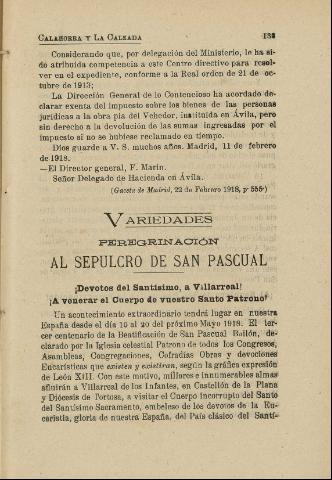 CALAHORRA Y LA CALZADA 133
Considerando que, por delegación del Ministerio, le ha si-
do atribuida competencia a este Centro directivo para resol-
ver en el expediente, conforme a la Real orden de 21 de oc-
tubre de 1913;
La Dirección General de lo Contencioso ha acordado de-
clarar exenta del impuesto sobre los bienes de las personas
jurídicas a la obra pía del Vehedor, instituída en Ávila, pero
sin derecho a la devolución de las sumas ingresadas por el
impuesto si no se hubiese reclamado en tiempo.
Dios guarde a V. S. muchos años. Madrid, 11 de febrero
de 1918.
—El Director general, F. Marín.
Señor Delegado de Hacienda en Ávila.
(Gaceta de Madrid, 22 de Febrero 1918, p. 555.)
VARIEDADES
PEREGRINACIÓN
AL SEPULCRO DE SAN PASCUAL
¡Devotos del Santísimo, a Villarreal!
¡A venerar el Cuerpo de vuestro Santo Patrono!
Un acontecimiento extraordinario tendrá lugar en nuestra
España desde el día 15 al 20 del próximo Mayo 1918. El ter-
cer centenario de la Beatificación de San Pascual Bailón, de-
clarado por la Iglesia celestial Patrono de todos los Congresos,
Asambleas, Congregaciones, Cofradías Obras y devociones
Eucarísticas que existen y existiran, según la gráfica expresión
de León XIII. Con este motivo, millares e innumerables almas
afluirán a Villarreal de los Infantes, en Castellón de la Plana
y Diócesis de Tortosa, a visitar el Cuerpo incorrupto del Santo
del Santísimo Sacramento, embeleso de los devotos de la Eu-
caristía, gloria de nuestra España, del País clásico del Santí-